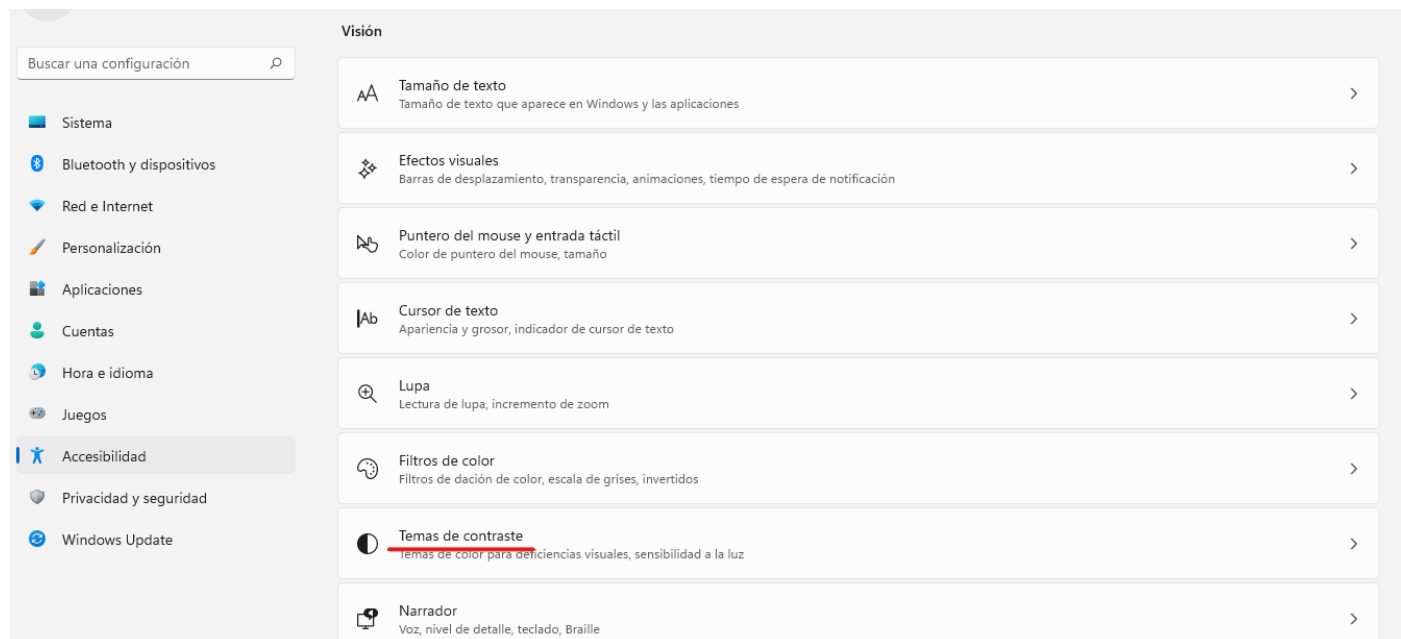 Visión
Buscar una configuración
Sistema
Bluetooth y dispositivos
Red e Internet
Personalización
Aplicaciones
Cuentas
Hora e idioma
Juegos
Accesibilidad
Privacidad y seguridad
Windows Update
Tamaño de texto
Tamaño de texto que aparece en Windows y las aplicaciones
Efectos visuales
Barras de desplazamiento, transparencia, animaciones, tiempo de espera de notificación
Puntero del mouse y entrada táctil
Color de puntero del mouse, tamaño
Ab
Cursor de texto
Apariencia y grosor, indicador de cursor de texto
Lupa
Lectura de lupa, incremento de zoom
Filtros de color
Filtros de dación de color, escala de grises, invertidos
Temas de contraste
Temas de color para deficiencias visuales, sensibilidad a la luz
Narrador
Voz, nivel de detalle, teclado, Braille